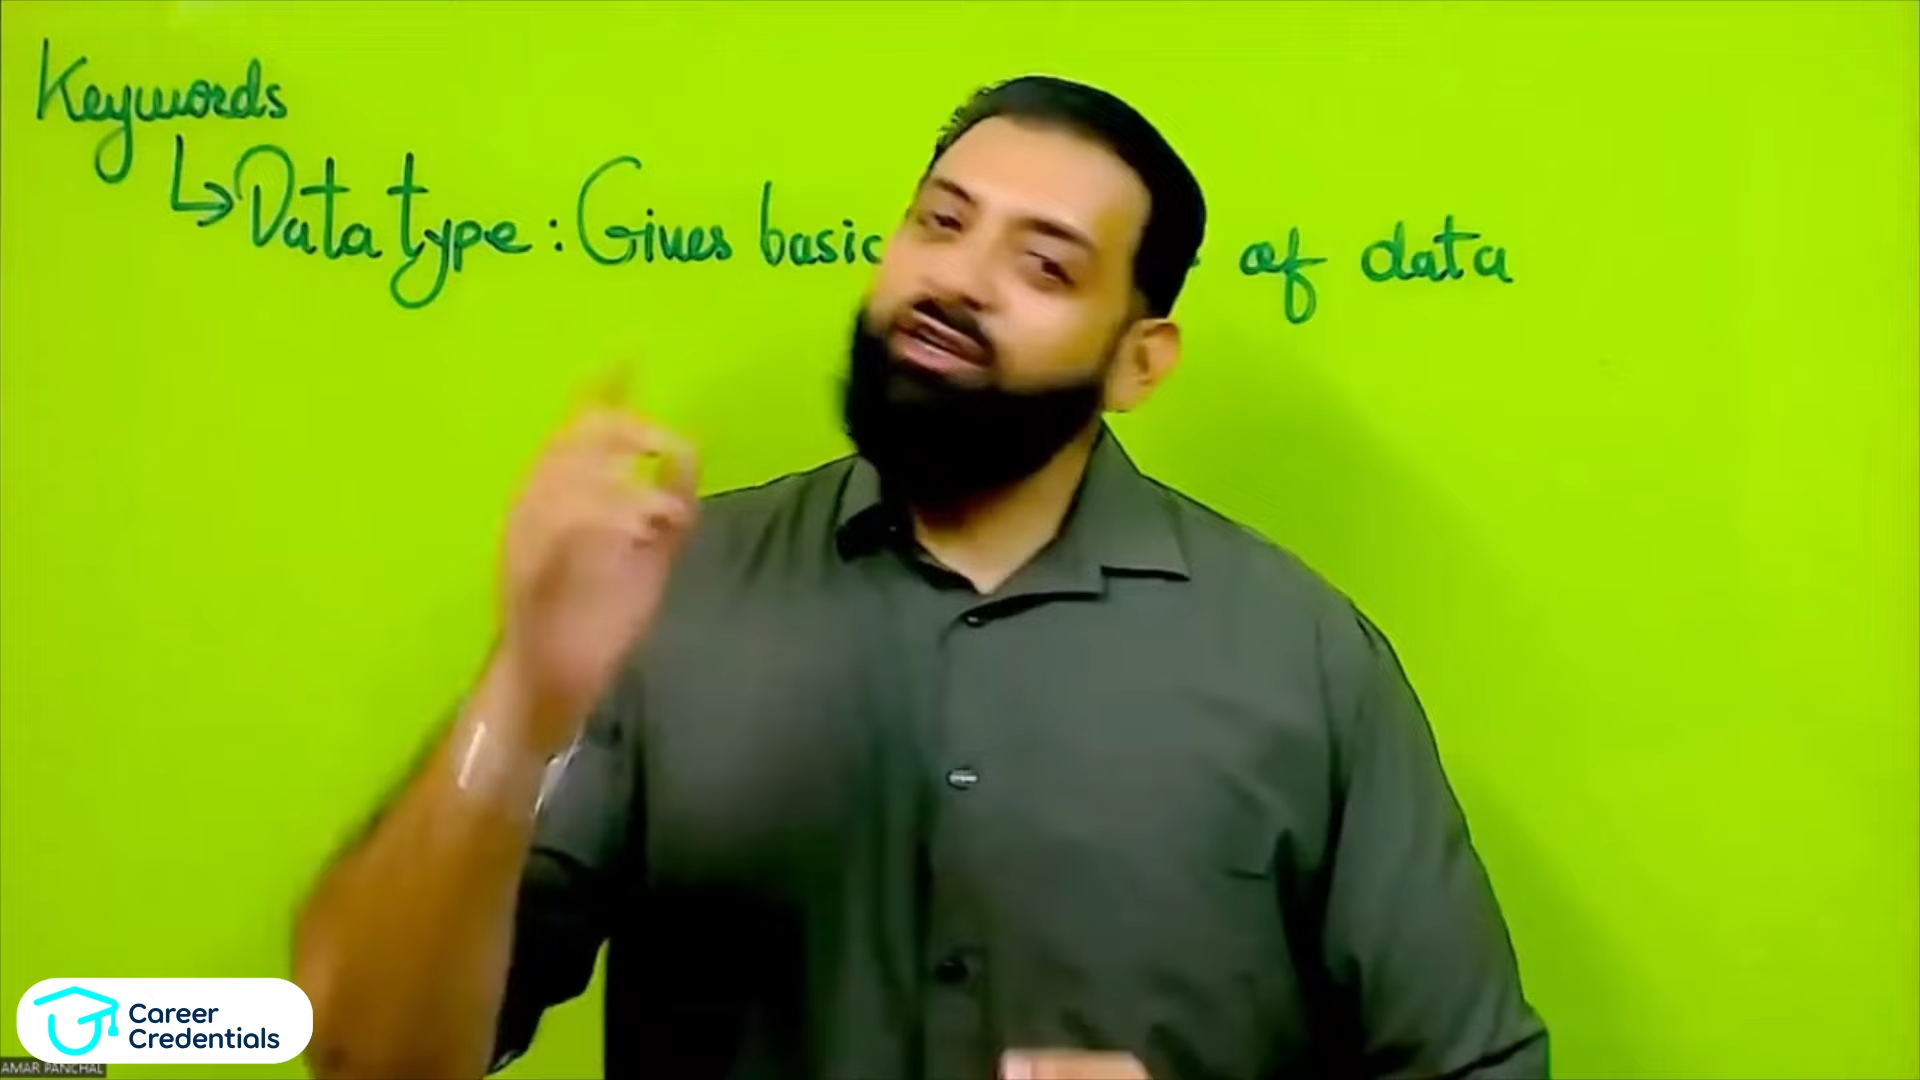 Keywords
↳ Data type : Gives basic of data
Career
Credentials
AMAR PANCHAL